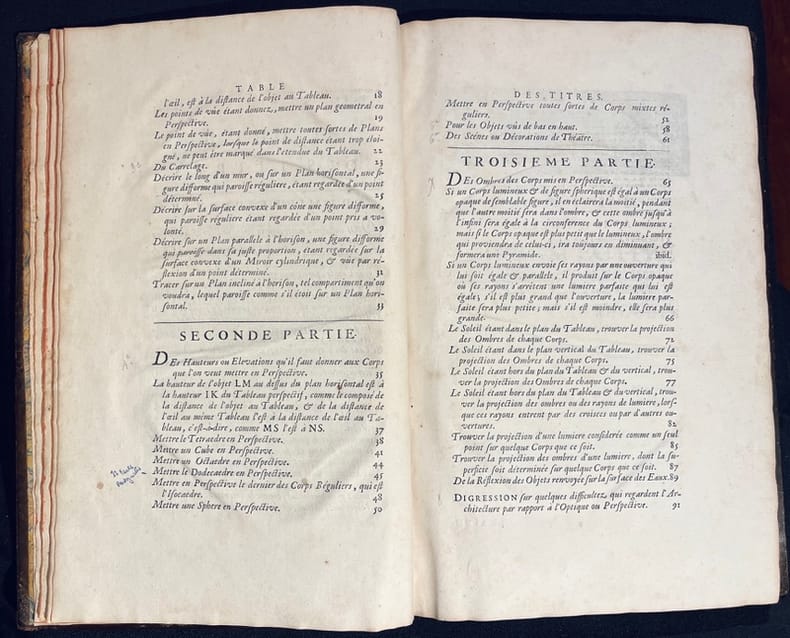 TABLE
l'œil, est à la distance de l'objet au Tableau. 18
Les points de vûe étant donnez, mettre un plan geometral en
Perspective. 19
Le point de vûe, étant donné, mettre toutes sortes de Plans
en Perspective, lorsque le point de distance étant trop éloi-
gné, ne peut être marqué dans l'étendue du Tableau. 22
Du Carrelage. 23
Décrire le long d'un mur, ou sur un Plan horisontal, une fi-
gure difforme qui paroisse réguliere, étant regardée d'un point
déterminé. 25
Décrire sur la surface convexe d'un cône une figure difforme,
qui paroisse réguliere étant regardée d'un point pris a vo-
lonté. 29
Décrire sur un Plan parallele à l'horison, une figure difforme
qui paroisse dans sa juste proportion, étant regardée sur la
surface convexe d'un Miroir cylindrique, & vûe par ré-
flexion d'un point déterminé. 31
Tracer sur un Plan incliné à l'horison, tel compartiment qu'on
voudra, lequel paroisse comme s'il étoit sur un Plan hori-
sontal. 33
SECONDE PARTIE.
DEs Hauteurs ou Elevations qu'il faut donner aux Corps
que l'on veut mettre en Perspective. 35
La hauteur de l'objet LM au dessus du plan horisontal est à
la hauteur IK du Tableau perspectif, comme le composé de
la distance de l'objet au Tableau, & de la distance de
l'œil au même Tableau l'est à la distance de l'œil au Ta-
bleau, c'est-à-dire, comme MS l'est à NS. 37
Mettre le Tetraedre en Perspective. 38
Mettre un Cube en Perspective. 41
Mettre un Octaedre en Perspective. 44
Mettre le Dodecaedre en Perspective. 45
Mettre en Perspective le dernier des Corps Réguliers, qui est
l'Isocaedre. 48
Mettre une Sphere en Perspective. 50
DES TITRES.
Mettre en Perspective toutes sortes de Corps mixtes ré-
guliers. 52
Pour les Objets vûs de bas en haut. 58
Des Scénes ou Décorations de Théatre. 61
TROISIEME PARTIE.
DEs Ombres des Corps mis en Perspective. 63
Si un Corps lumineux & de figure spherique est égal à un Corps
opaque de semblable figure, il en éclairera la moitié, pendant
que l'autre moitié sera dans l'ombre, & cette ombre jusqu'à
l'infini sera égale à la circonference du Corps lumineux;
mais si le Corps opaque est plus petit que le lumineux, l'ombre
qui proviendra de celui-ci, ira toujours en diminuant, &
formera une Pyramide. ibid.
Si un Corps lumineux envoie ses rayons par une ouverture qui
lui soit égale & parallele, il produit sur le Corps opaque
où ses rayons s'arrêtent une lumiere parfaite qui lui est
égale; s'il est plus grand que l'ouverture, la lumiere par-
faite sera plus petite; mais s'il est moindre, elle sera plus
grande. 66
Le Soleil étant dans le plan du Tableau, trouver la projection
des Ombres de chaque Corps. 72
Le Soleil étant dans le plan vertical du Tableau, trouver la
projection des Ombres de chaque Corps. 75
Le Soleil étant hors du plan du Tableau & du vertical, trou-
ver la projection des Ombres de chaque Corps. 77
Le Soleil étant hors du plan du Tableau & du vertical, trou-
ver la projection des ombres ou des rayons de lumiere, lors-
que ces rayons entrent par des croisées ou par d'autres ou-
vertures. 82
Trouver la projection d'une lumiere considerée comme un seul
point sur quelque Corps que ce soit. 85
Trouver la projection des ombres d'une lumiere, dont la su-
perficie soit déterminée sur quelque Corps que ce soit. 87
De la Réflexion des Objets renvoyée sur la surface des Eaux. 89
DIGRESSION sur quelques difficultez, qui regardent l'Ar-
chitecture par rapport à l'Optique ou Perspective. 91